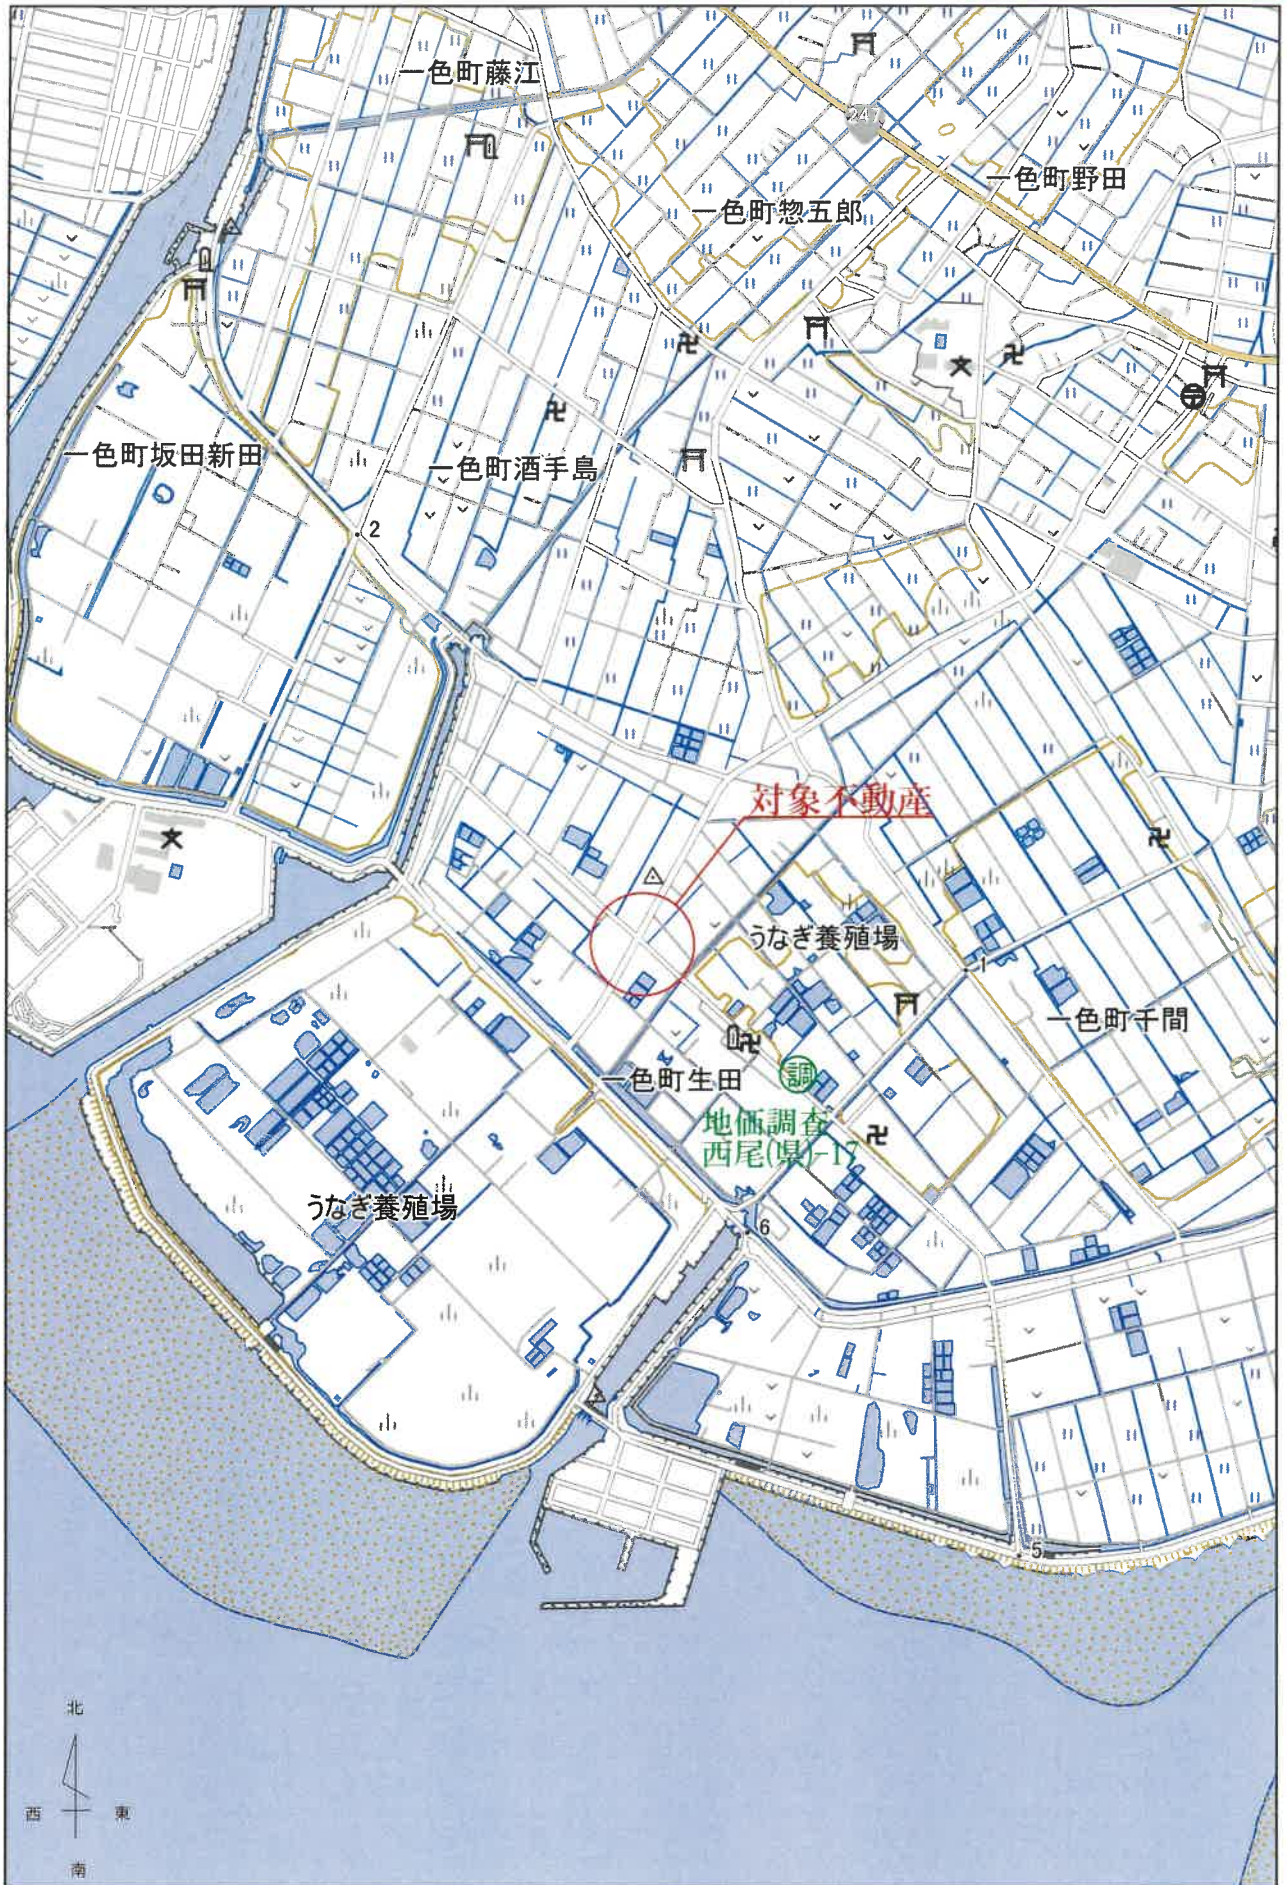 一色町藤江
247
一色町野田
一色町惣五郎
一色町坂田新田
一色町酒手島
2
対象不動産
うなぎ養殖場
1
一色町千間
一色町生田
調
地価調査
西尾(県)-17
うなぎ養殖場
6
5
北
西 東
南